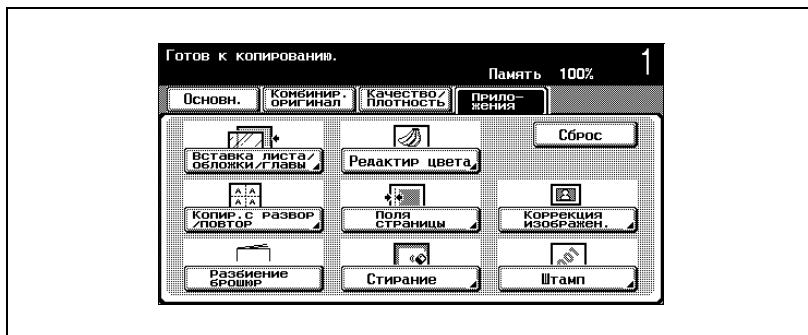 Готов к копированию.
Память 100% 1
Основн.
Комбинир.
оригинал
Качество/
Плотность
Прило-
жения
Сброс
Вставка листа/
обложки/главы
Редактир цвета
Копир.с развор
/повтор
Поля
страницы
Коррекция
изображен.
Разбиение
брошюр
Стирание
Штамп